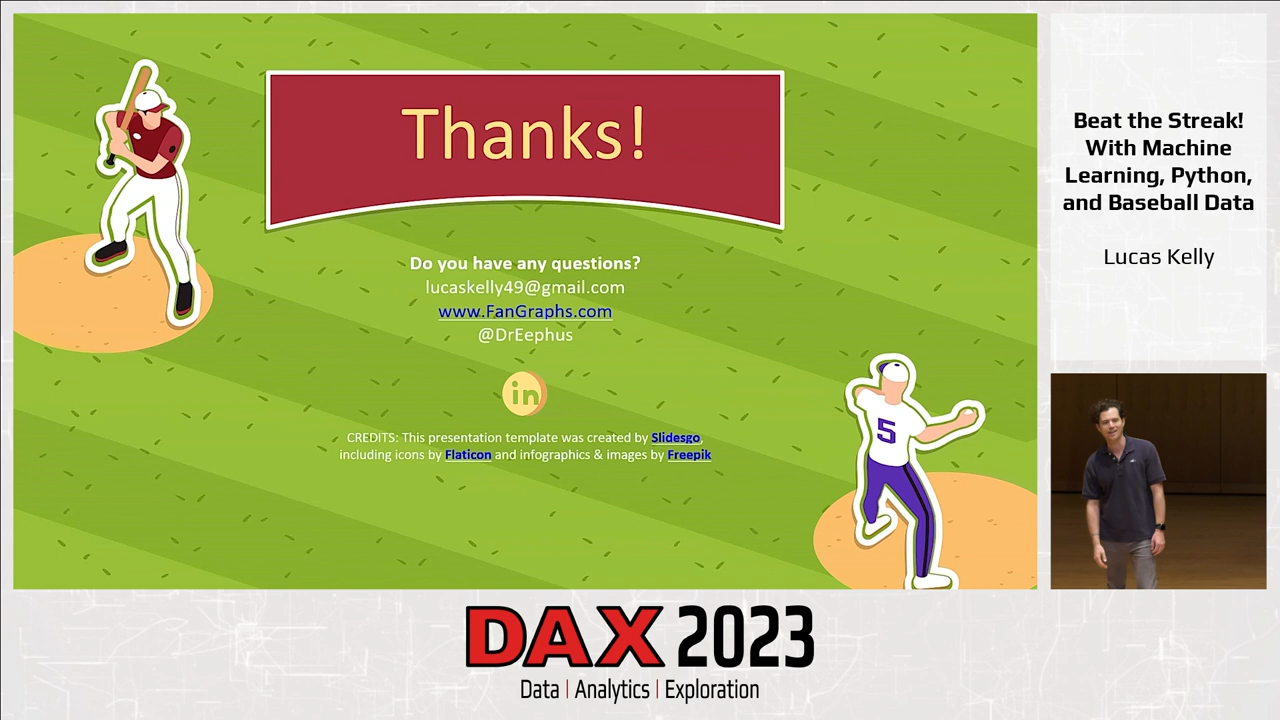 Thanks!
Do you have any questions?
lucaskelly49@gmail.com
www.FanGraphs.com
@DrEephus
in
CREDITS: This presentation template was created by Slidesgo,
including icons by Flaticon and infographics & images by Freepik
5
Beat the Streak!
With Machine
Learning, Python,
and Baseball Data
Lucas Kelly
DAX 2023
Data | Analytics | Exploration